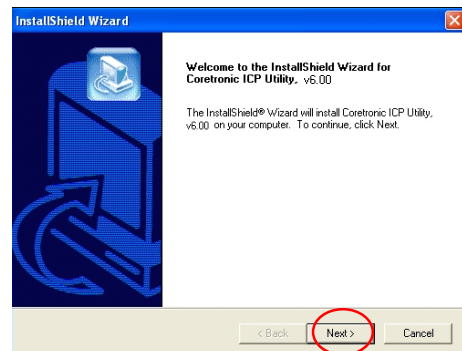 InstallShield Wizard
Welcome to the InstallShield Wizard for
Coretronic ICP Utility, v6.00
The InstallShield® Wizard will install Coretronic ICP Utility,
v6.00 on your computer. To continue, click Next.
< Back Next > Cancel